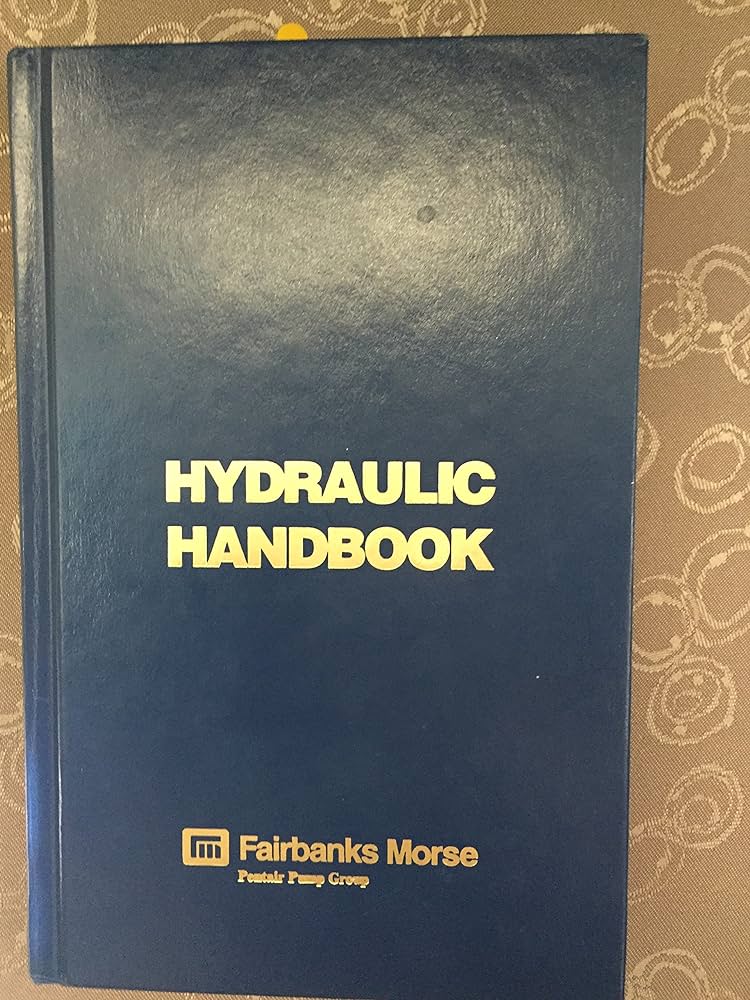 HYDRAULIC
HANDBOOK
Fairbanks Morse
Pentair Pump Group